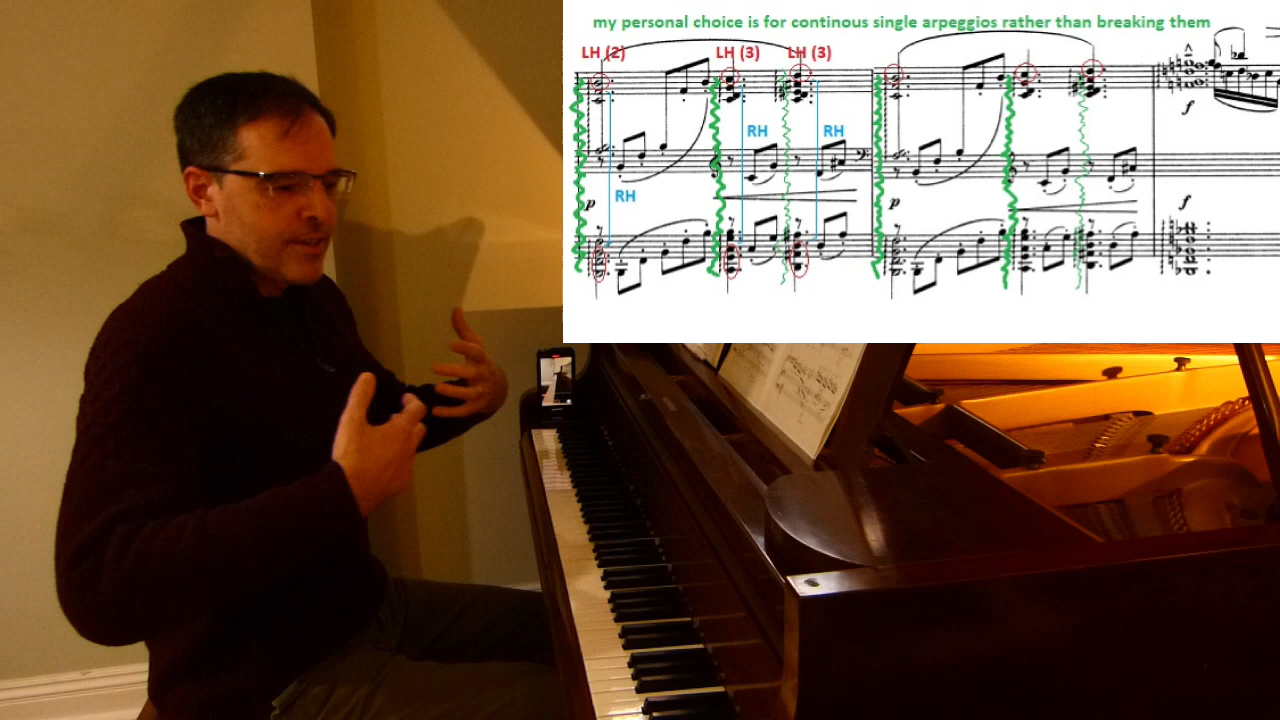 my personal choice is for continous single arpeggios rather than breaking them
LH (2) LH (3) LH (3)
RH RH
RH
p p f
f